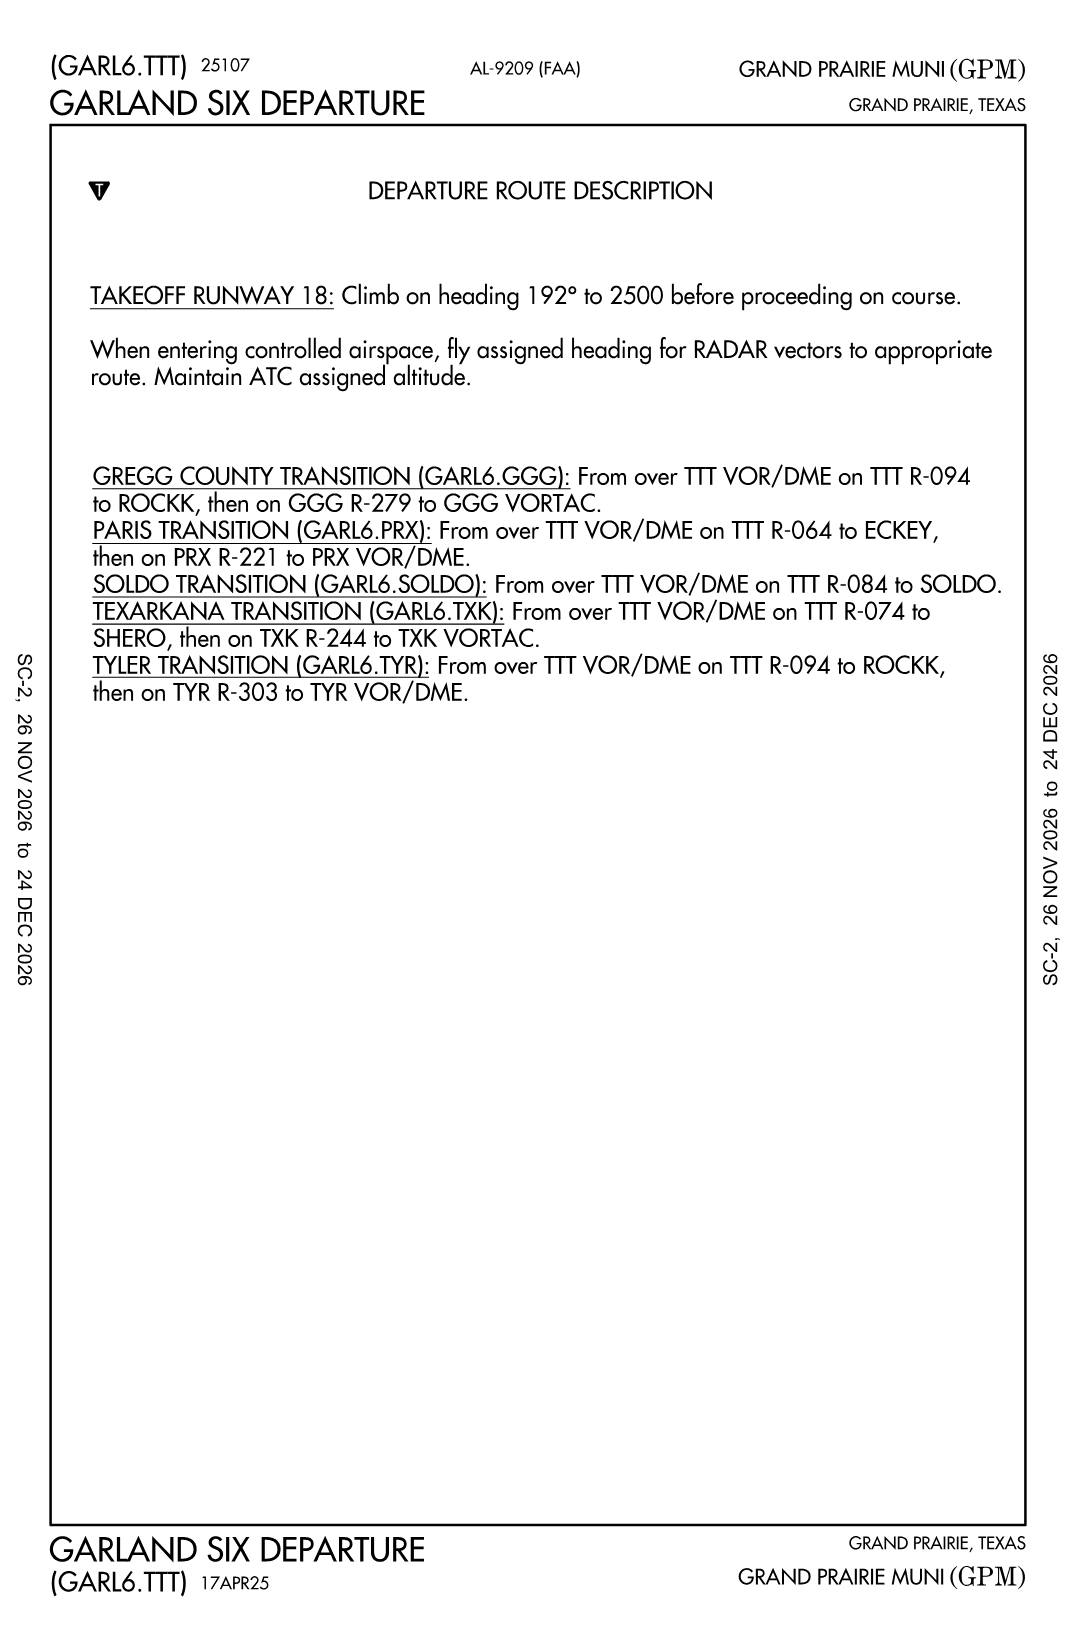 (GARL6.TTT) 25107
AL-9209 (FAA)
GRAND PRAIRIE MUNI (GPM)
GARLAND SIX DEPARTURE
GRAND PRAIRIE, TEXAS
T
DEPARTURE ROUTE DESCRIPTION
TAKEOFF RUNWAY 18: Climb on heading 192° to 2500 before proceeding on course.
When entering controlled airspace, fly assigned heading for RADAR vectors to appropriate
route. Maintain ATC assigned altitude.
GREGG COUNTY TRANSITION (GARL6.GGG): From over TTT VOR/DME on TTT R-094
to ROCKK, then on GGG R-279 to GGG VORTAC.
PARIS TRANSITION (GARL6.PRX): From over TTT VOR/DME on TTT R-064 to ECKEY,
then on PRX R-221 to PRX VOR/DME.
SOLDO TRANSITION (GARL6.SOLDO): From over TTT VOR/DME on TTT R-084 to SOLDO.
TEXARKANA TRANSITION (GARL6.TXK): From over TTT VOR/DME on TTT R-074 to
SHERO, then on TXK R-244 to TXK VORTAC.
TYLER TRANSITION (GARL6.TYR): From over TTT VOR/DME on TTT R-094 to ROCKK,
then on TYR R-303 to TYR VOR/DME.
SC-2, 26 NOV 2026 to 24 DEC 2026
SC-2, 26 NOV 2026 to 24 DEC 2026
GARLAND SIX DEPARTURE
GRAND PRAIRIE, TEXAS
(GARL6.TTT) 17APR25
GRAND PRAIRIE MUNI (GPM)